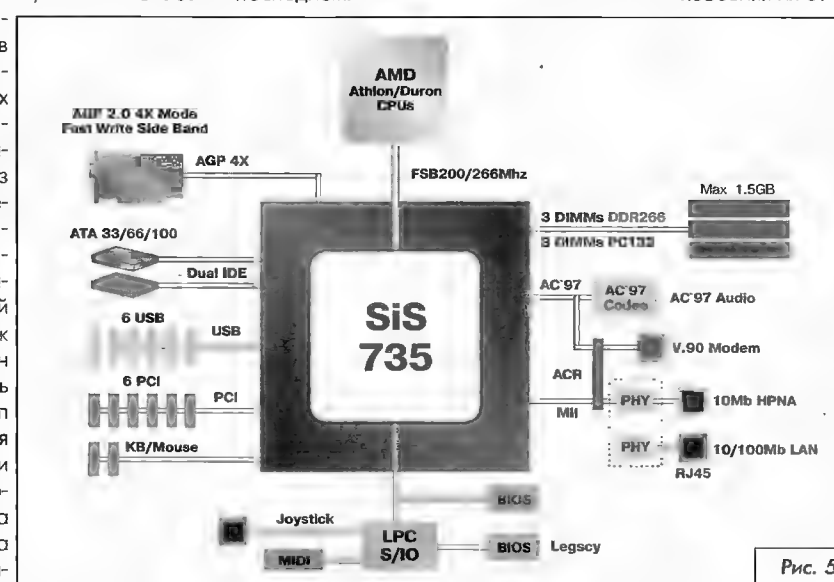 AMD
Athlon/Duron
CPUs
AGP 2.0 4X Mode
Fast Write Side Band
AGP 4X
FSB200/266Mhz
Max 1.5GB
3 DIMMs DDR266
3 DIMMs PC133
ATA 33/66/100
Dual IDE
AC'97
AC'97
Codec
AC'97 Audio
SiS
735
6 USB
USB
V.90 Modem
ACR
6 PCI
PCI
MII
PHY
10Mb HPNA
KB/Mouse
PHY
10/100Mb LAN
RJ45
BIOS
Joystick
LPC
S/IO
BIOS
Legscy
MIDI
Рис. 5